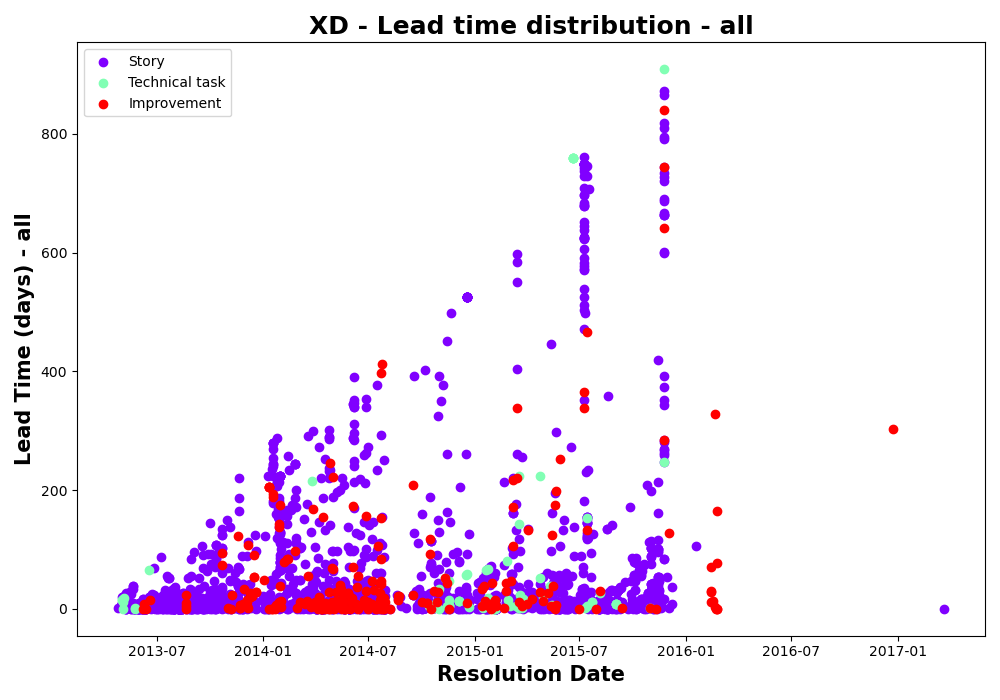 XD - Lead time distribution - all
Story
Technical task
Improvement
Lead Time (days) - all
800
600
400
200
0
2013-07 2014-01 2014-07 2015-01 2015-07 2016-01 2016-07 2017-01
Resolution Date